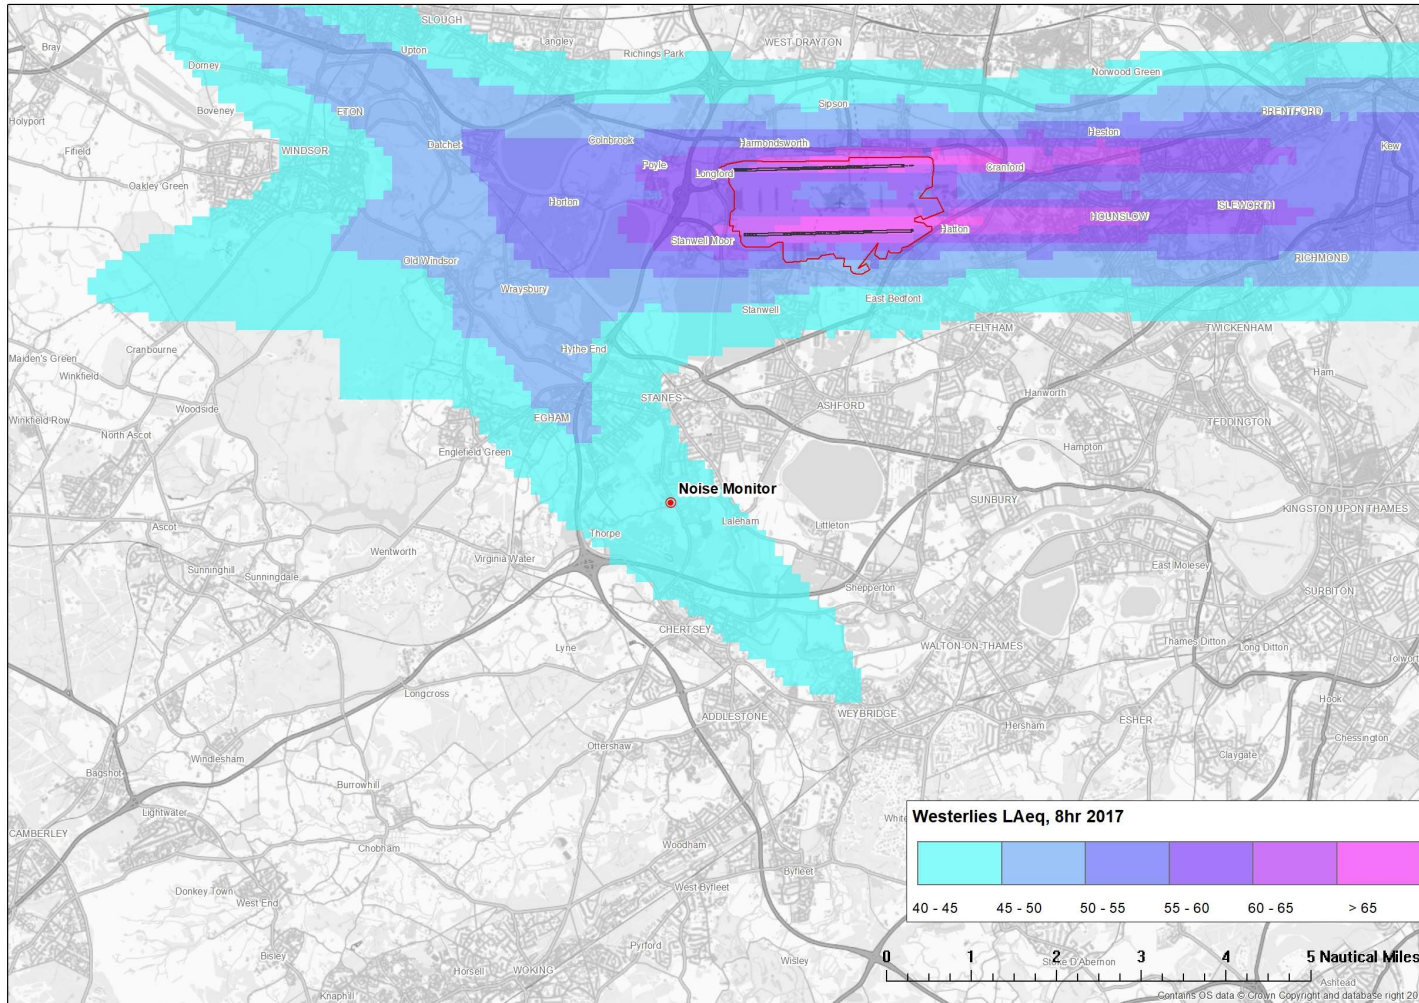 SLOUGH
Bray
Upton
Langley
Richings Park
WEST DRAYTON
Dorney
Norwood Green
Boveney
ETON
Sipson
BRENTFORD
Holyport
Datchet
Colnbrook
Harmondsworth
Heston
Fifield
WINDSOR
Kew
Poyle
Longford
Cranford
Oakley Green
Horton
HOUNSLOW
ISLEWORTH
Hatton
Stanwell Moor
Old Windsor
RICHMOND
Wraysbury
East Bedfont
Stanwell
FELTHAM
TWICKENHAM
Cranbourne
Hythe End
Maiden's Green
Winkfield
Ham
Hanworth
STAINES
ASHFORD
Woodside
Winkfield Row
EGHAM
TEDDINGTON
North Ascot
Hampton
Englefield Green
Noise Monitor
SUNBURY
KINGSTON UPON THAMES
Ascot
Laleham
Littleton
Thorpe
Wentworth
Virginia Water
East Molesey
Sunninghill
Sunningdale
Shepperton
SURBITON
CHERTSEY
Thames Ditton
Long Ditton
Lyne
WALTON-ON-THAMES
Tolwort
Longcross
Hook
ADDLESTONE
WEYBRIDGE
Hersham
ESHER
Chessington
Ottershaw
Windlesham
Claygate
Bagshot
Burrowhill
Lightwater
CAMBERLEY
White
Chobham
Woodham
Byfleet
Donkey Town
West End
West Byfleet
Pyrford
Bisley
Wisley
Stoke D'Abernon
Horsell
WOKING
Ashtead
Knaphill
Westerlies LAeq, 8hr 2017
40 - 45 45 - 50 50 - 55 55 - 60 60 - 65 > 65
0 1 2 3 4 5 Nautical Miles
Contains OS data © Crown Copyright and database right 20